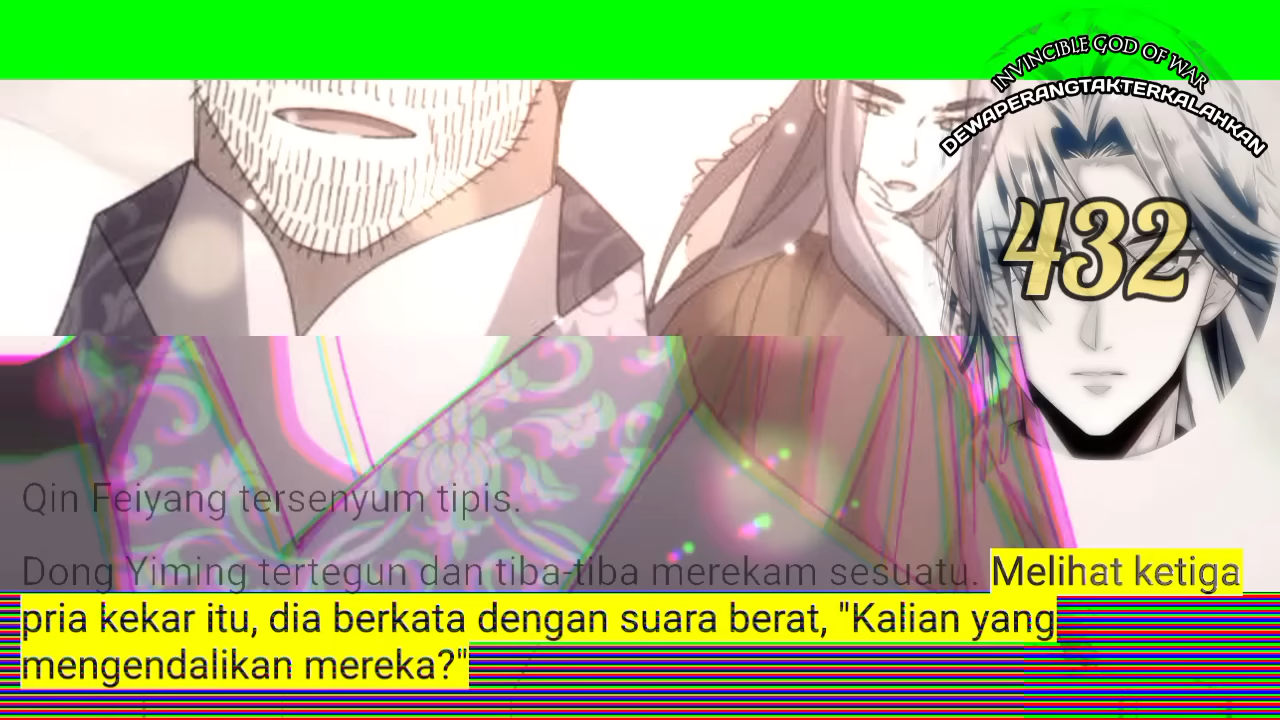 INVINCIBLE GOD OF WAR
DEWAPERANGTAKTERKALAHKAN
432
Qin Feiyang tersenyum tipis.
Dong Yiming tertegun dan tiba-tiba merekam sesuatu. Melihat ketiga
pria kekar itu, dia berkata dengan suara berat, "Kalian yang
mengendalikan mereka?"